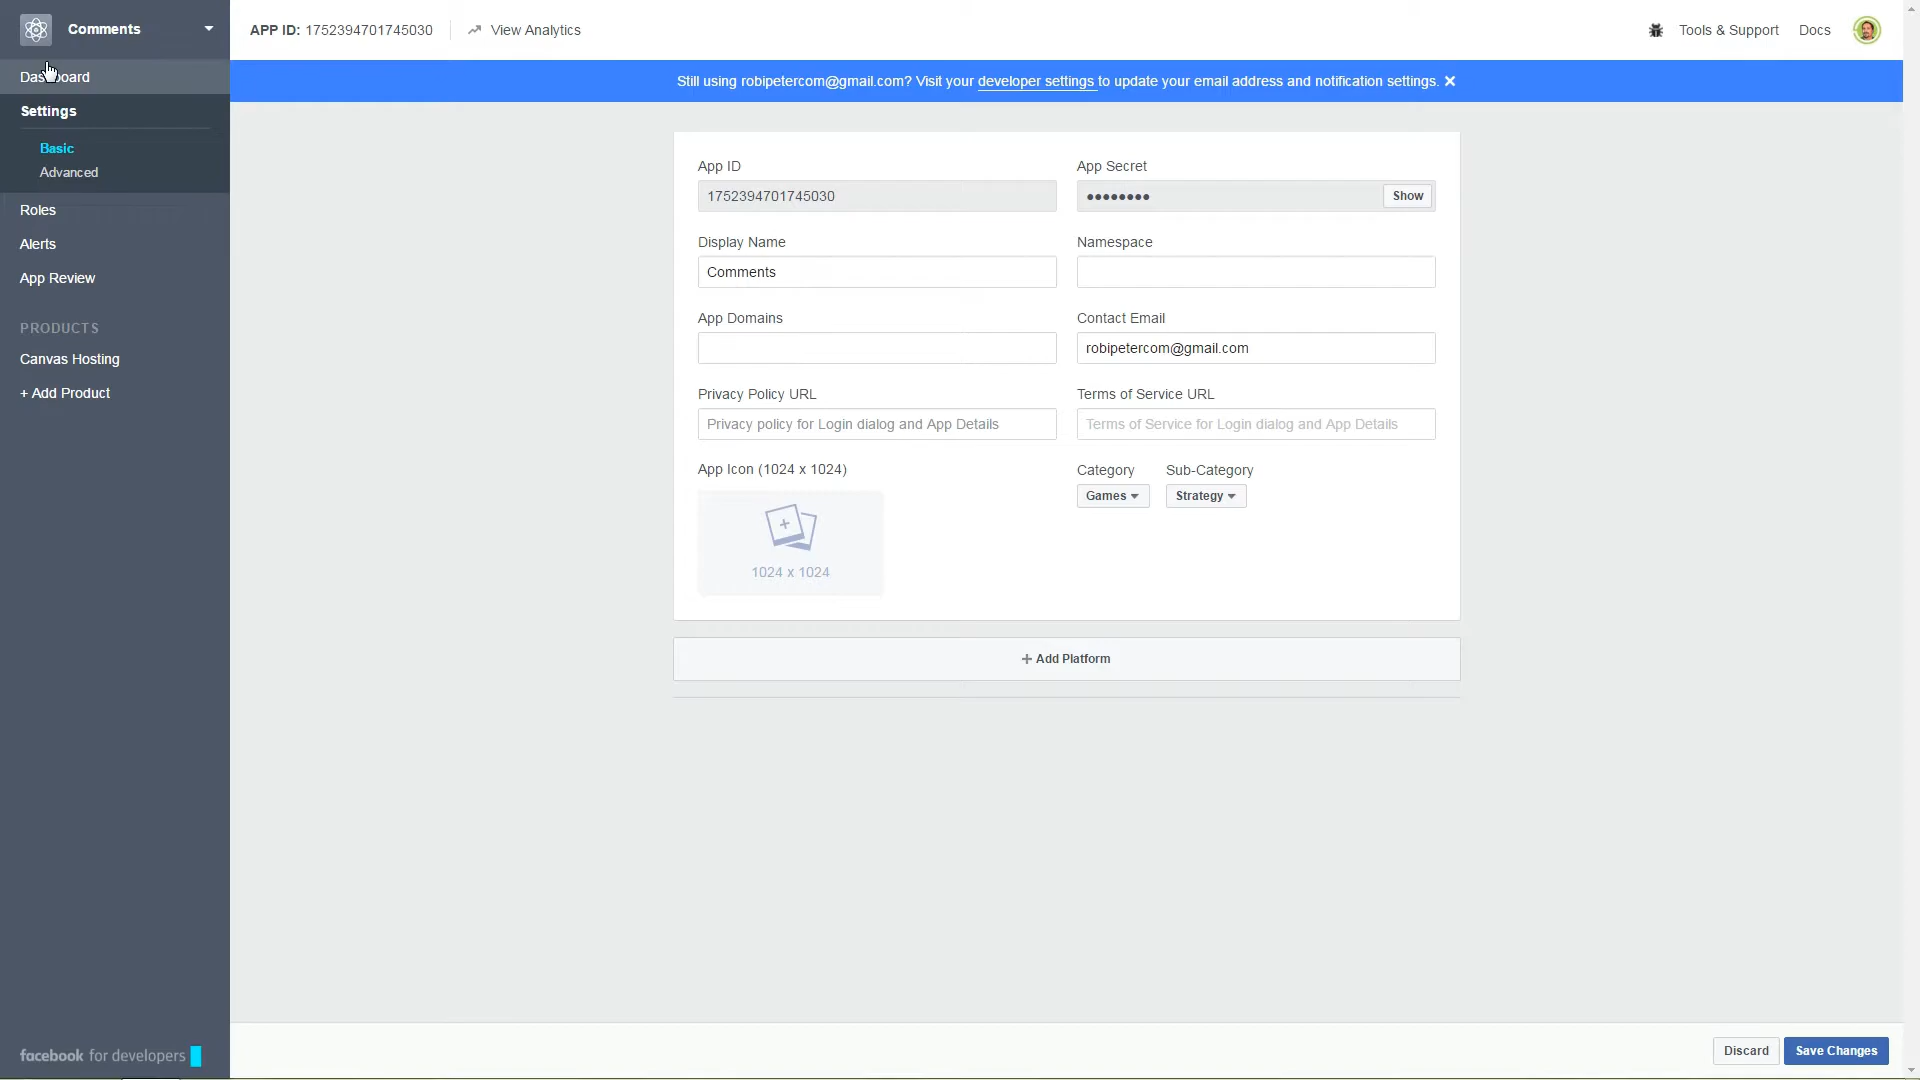 Comments
APP ID: 1752394701745030
View Analytics
Tools & Support
Docs
Dashboard
Still using robipetercom@gmail.com? Visit your developer settings to update your email address and notification settings. ✕
Settings
Basic
Advanced
Roles
Alerts
App Review
PRODUCTS
Canvas Hosting
+ Add Product
App ID
1752394701745030
App Secret
●●●●●●●●
Show
Display Name
Comments
Namespace
App Domains
Contact Email
robipetercom@gmail.com
Privacy Policy URL
Privacy policy for Login dialog and App Details
Terms of Service URL
Terms of Service for Login dialog and App Details
App Icon (1024 x 1024)
1024 x 1024
Category
Games
Sub-Category
Strategy
+ Add Platform
facebook for developers
Discard
Save Changes